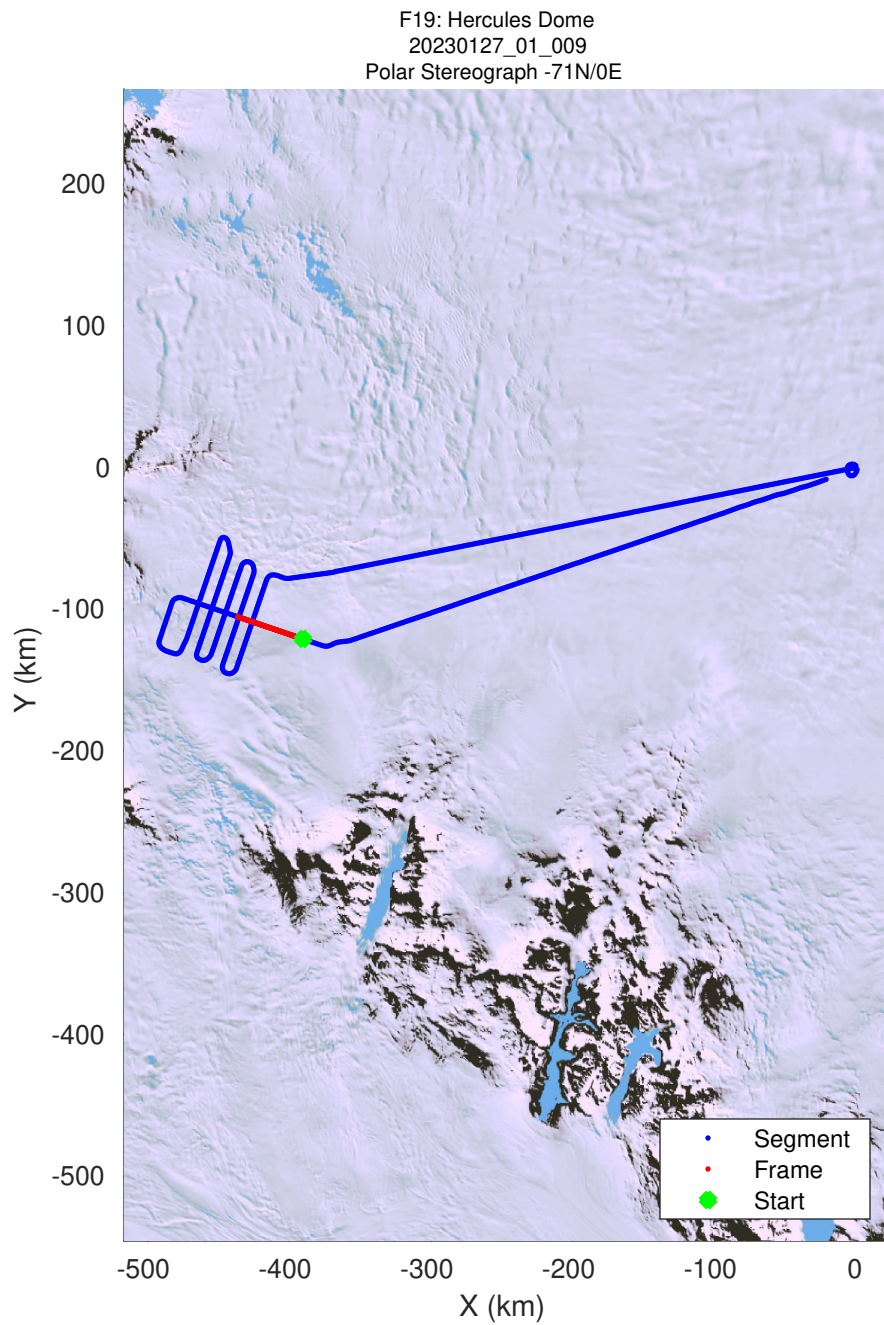 F19: Hercules Dome
20230127_01_009
Polar Stereograph -71N/0E
200
100
0
-100
-200
-300
-400
-500
Y (km)
-500
-400
-300
-200
-100
0
X (km)
Segment
Frame
Start